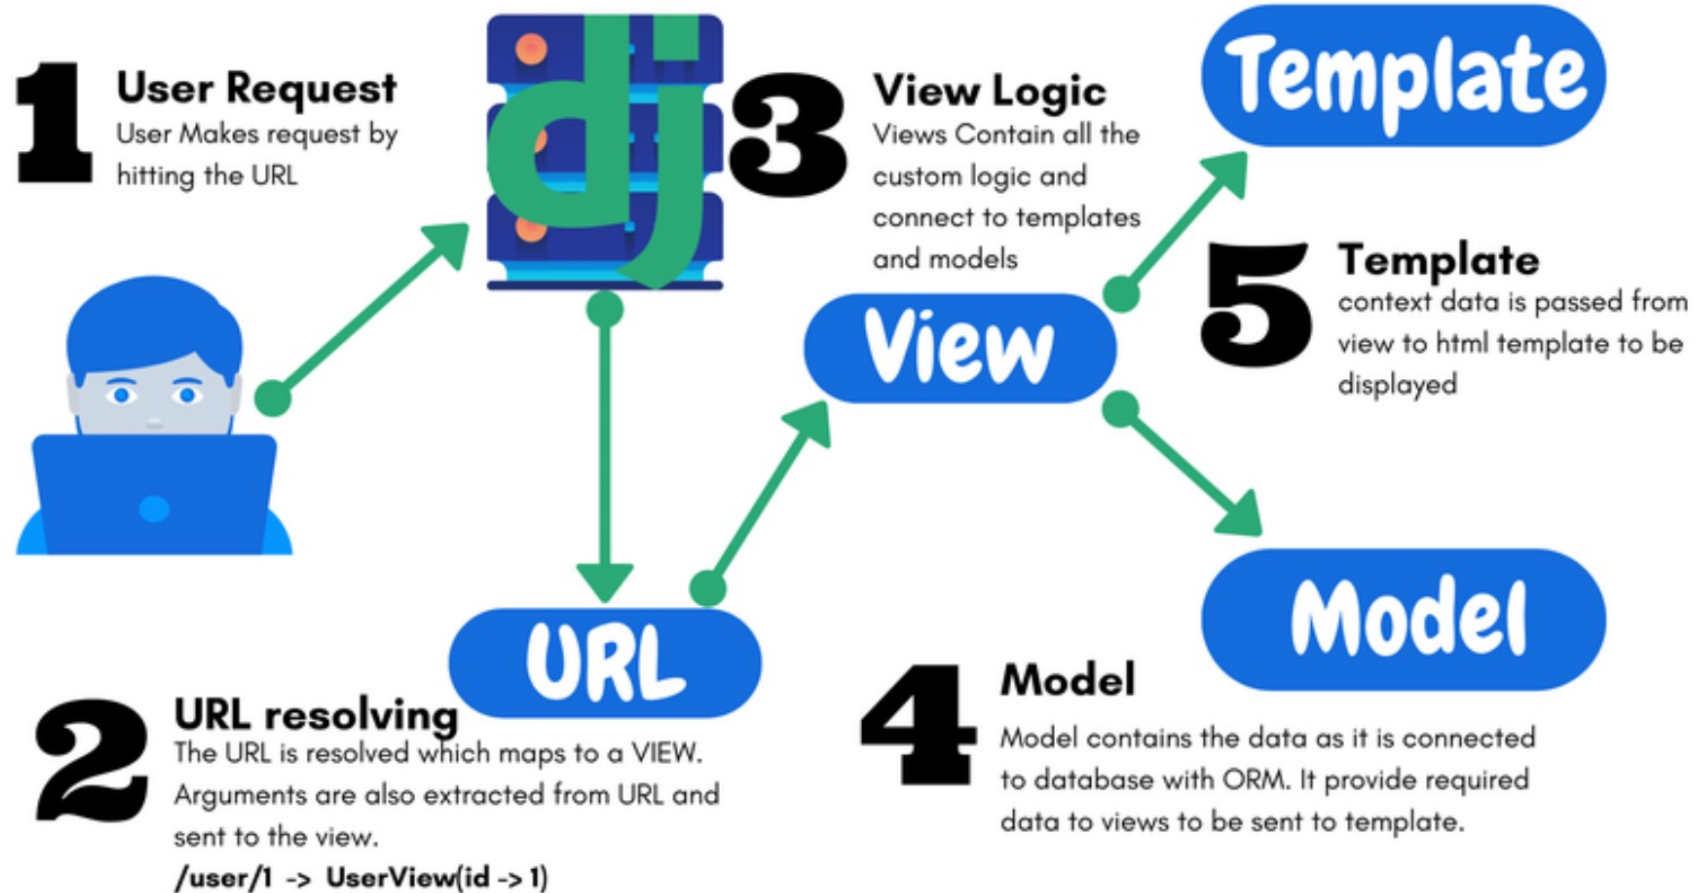 1
User Request
User Makes request by
hitting the URL
dj
3
View Logic
Views Contain all the
custom logic and
connect to templates
and models
Template
View
5
Template
context data is passed from
view to html template to be
displayed
URL
Model
2
URL resolving
The URL is resolved which maps to a VIEW.
Arguments are also extracted from URL and
sent to the view.
/user/1 -> UserView(id -> 1)
4
Model
Model contains the data as it is connected
to database with ORM. It provide required
data to views to be sent to template.